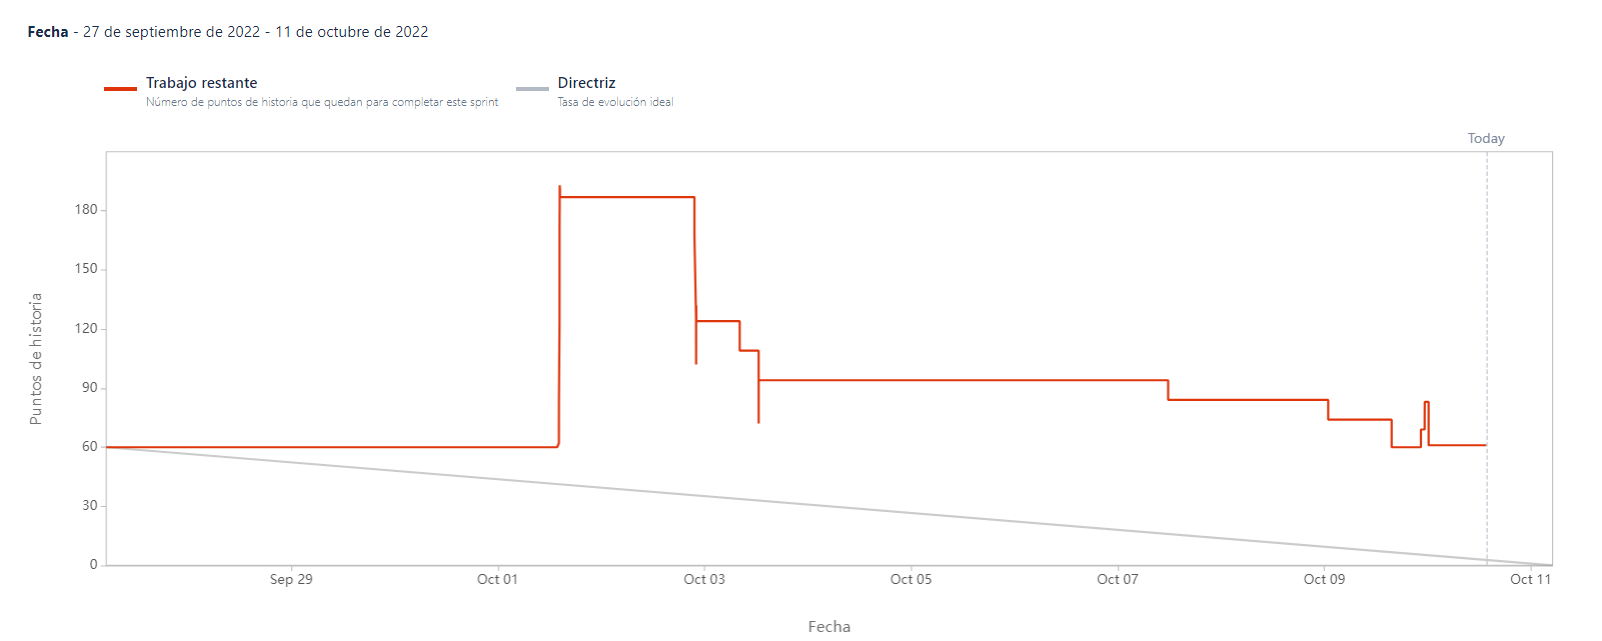 Fecha - 27 de septiembre de 2022 - 11 de octubre de 2022
Trabajo restante
Número de puntos de historia que quedan para completar este sprint
Directriz
Tasa de evolución ideal
Today
Puntos de historia
180
150
120
90
60
30
0
Sep 29
Oct 01
Oct 03
Oct 05
Oct 07
Oct 09
Oct 11
Fecha